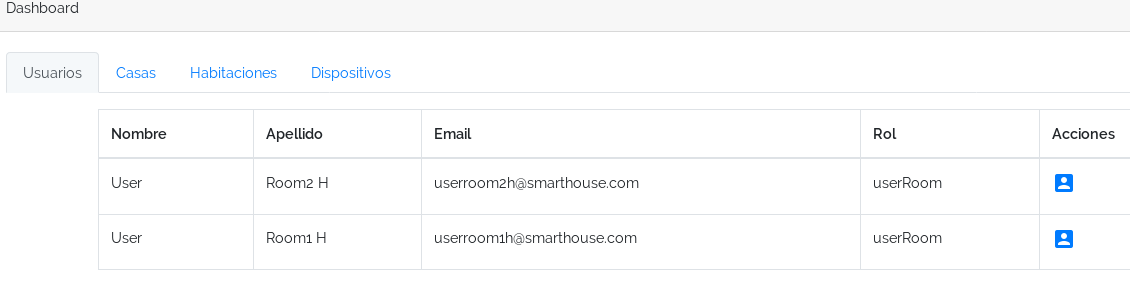 Dashboard
Usuarios Casas Habitaciones Dispositivos
Nombre Apellido Email Rol Acciones
User Room2 H userroom2h@smarthouse.com userRoom
User Room1 H userroom1h@smarthouse.com userRoom